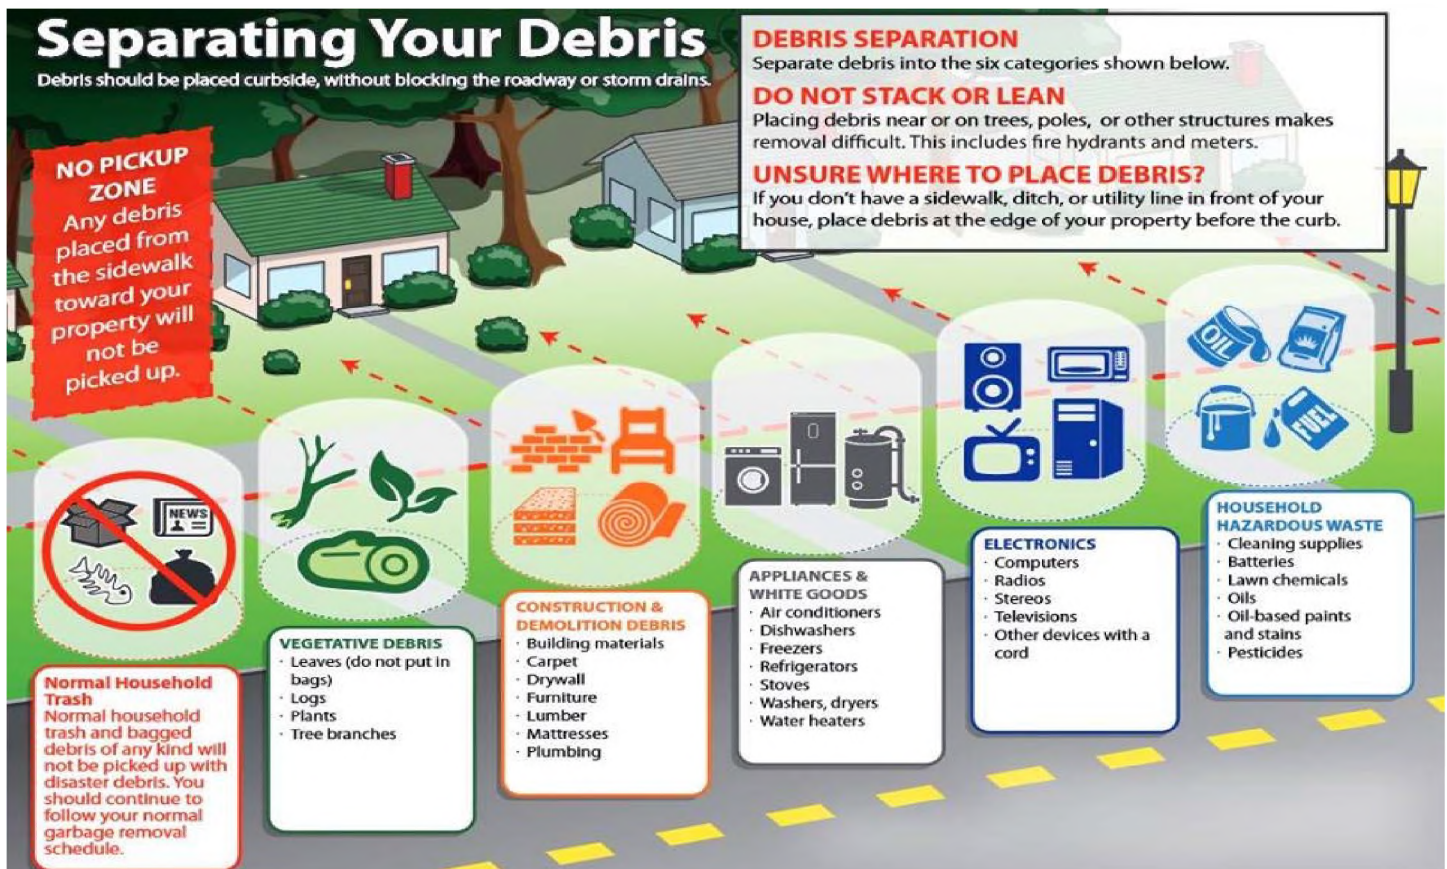 Separating Your Debris
Debris should be placed curbside, without blocking the roadway or storm drains.
DEBRIS SEPARATION
Separate debris into the six categories shown below.
DO NOT STACK OR LEAN
Placing debris near or on trees, poles, or other structures makes
removal difficult. This includes fire hydrants and meters.
UNSURE WHERE TO PLACE DEBRIS?
If you don't have a sidewalk, ditch, or utility line in front of your
house, place debris at the edge of your property before the curb.
NO PICKUP
ZONE
Any debris
placed from
the sidewalk
toward your
property will
not be
picked up.
NEWS
OIL
FUEL
Normal Household
Trash
Normal household
trash and bagged
debris of any kind will
not be picked up with
disaster debris. You
should continue to
follow your normal
garbage removal
schedule.
VEGETATIVE DEBRIS
· Leaves (do not put in
bags)
· Logs
· Plants
· Tree branches
CONSTRUCTION &
DEMOLITION DEBRIS
· Building materials
· Carpet
· Drywall
· Furniture
· Lumber
· Mattresses
· Plumbing
APPLIANCES &
WHITE GOODS
· Air conditioners
· Dishwashers
· Freezers
· Refrigerators
· Stoves
· Washers, dryers
· Water heaters
ELECTRONICS
· Computers
· Radios
· Stereos
· Televisions
· Other devices with a
cord
HOUSEHOLD
HAZARDOUS WASTE
· Cleaning supplies
· Batteries
· Lawn chemicals
· Oils
· Oil-based paints
and stains
· Pesticides